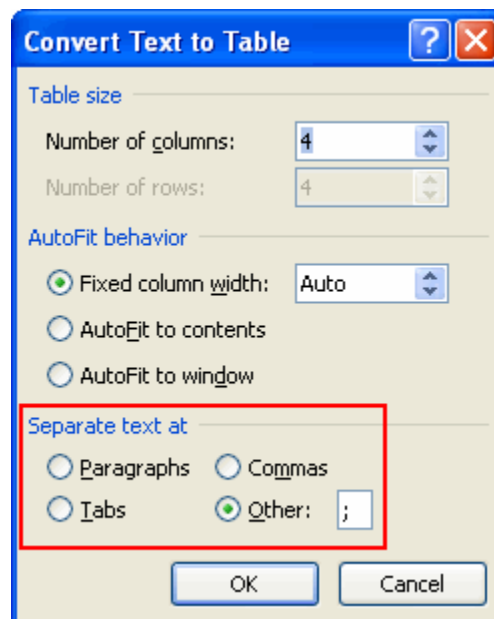 Convert Text to Table ?
Table size
Number of columns: 4
Number of rows: 4
AutoFit behavior
Fixed column width: Auto
AutoFit to contents
AutoFit to window
Separate text at
Paragraphs Commas
Tabs Other: ;
OK Cancel